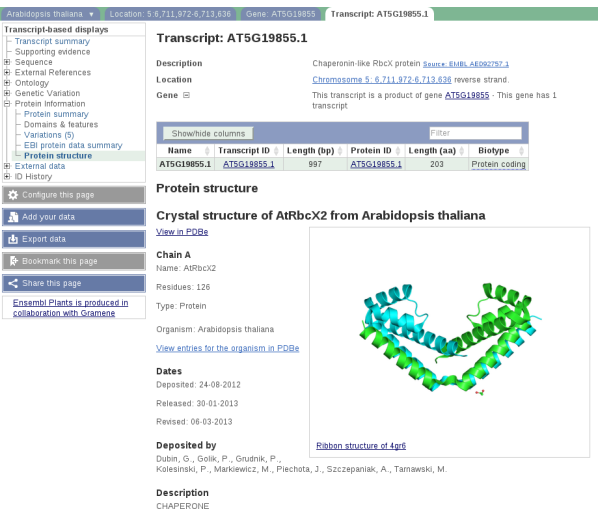 Arabidopsis thaliana ▼ Location: 5:6,711,972-6,713,636 Gene: AT5G19855 Transcript: AT5G19855.1
Transcript-based displays
Transcript summary
Supporting evidence
Sequence
External References
Ontology
Genetic Variation
Protein Information
Protein summary
Domains & features
Variations (5)
EBI protein data summary
Protein structure
External data
ID History
Configure this page
Add your data
Export data
Bookmark this page
Share this page
Ensembl Plants is produced in
collaboration with Gramene
Transcript: AT5G19855.1
Description Chaperonin-like RbcX protein Source: EMBL AED92757.1
Location Chromosome 5: 6,711,972-6,713,636 reverse strand.
Gene This transcript is a product of gene AT5G19855 - This gene has 1
transcript
Show/hide columns Filter
Name Transcript ID Length (bp) Protein ID Length (aa) Biotype
AT5G19855.1 AT5G19855.1 997 AT5G19855.1 203 Protein coding
Protein structure
Crystal structure of AtRbcX2 from Arabidopsis thaliana
View in PDBe
Chain A
Name: AtRbcX2
Residues: 126
Type: Protein
Organism: Arabidopsis thaliana
View entries for the organism in PDBe
Dates
Deposited: 24-08-2012
Released: 30-01-2013
Revised: 06-03-2013
Ribbon structure of 4gr6
Deposited by
Dubin, G., Golik, P., Grudnik, P.,
Kolesinski, P., Markiewicz, M., Piechota, J., Szczepaniak, A., Tarnawski, M.
Description
CHAPERONE